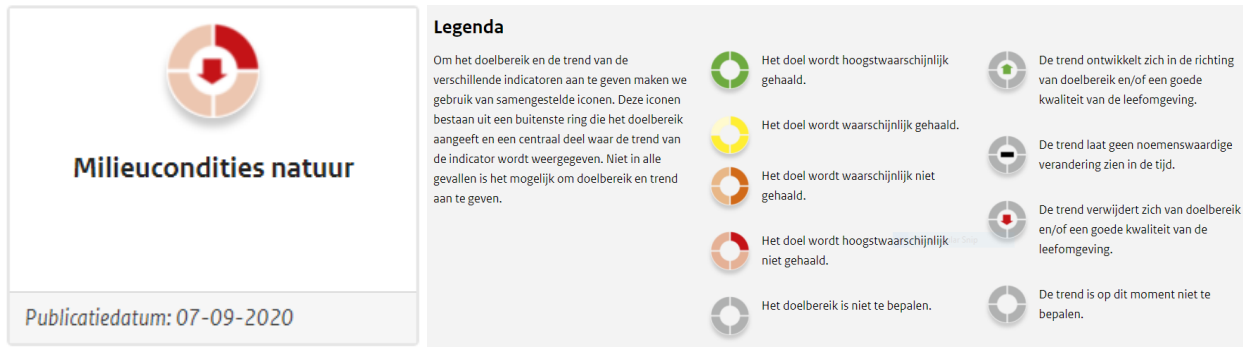 Milieucondities natuur
Publicatiedatum: 07-09-2020
Legenda
Om het doelbereik en de trend van de
verschillende indicatoren aan te geven maken we
gebruik van samengestelde iconen. Deze iconen
bestaan uit een buitenste ring die het doelbereik
aangeeft en een centraal deel waar de trend van
de indicator wordt weergegeven. Niet in alle
gevallen is het mogelijk om doelbereik en trend
aan te geven.
Het doel wordt hoogstwaarschijnlijk
gehaald.
Het doel wordt waarschijnlijk gehaald.
Het doel wordt waarschijnlijk niet
gehaald.
Het doel wordt hoogstwaarschijnlijk
niet gehaald.
Het doelbereik is niet te bepalen.
De trend ontwikkelt zich in de richting
van doelbereik en/of een goede
kwaliteit van de leefomgeving.
De trend laat geen noemenswaardige
verandering zien in de tijd.
De trend verwijdert zich van doelbereik
en/of een goede kwaliteit van de
leefomgeving.
De trend is op dit moment niet te
bepalen.